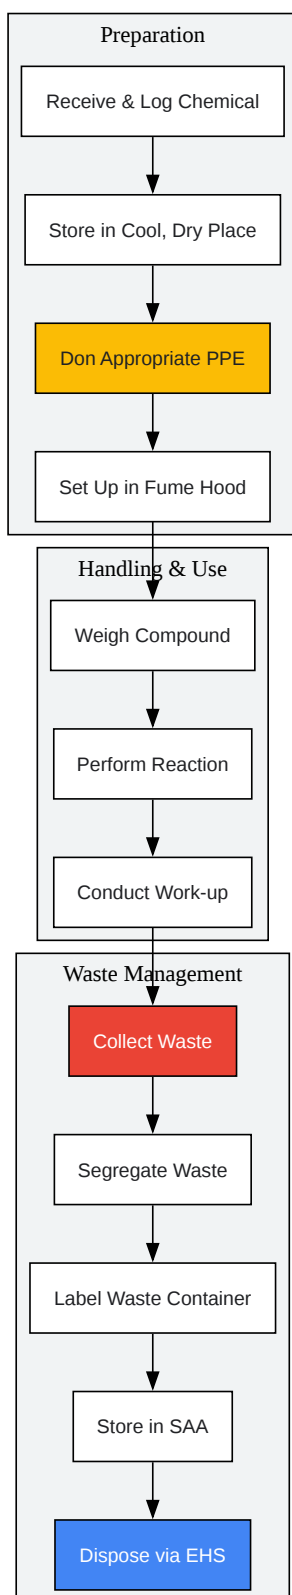 Preparation
Receive & Log Chemical
Store in Cool, Dry Place
Don Appropriate PPE
Set Up in Fume Hood
Handling & Use
Weigh Compound
Perform Reaction
Conduct Work-up
Waste Management
Collect Waste
Segregate Waste
Label Waste Container
Store in SAA
Dispose via EHS